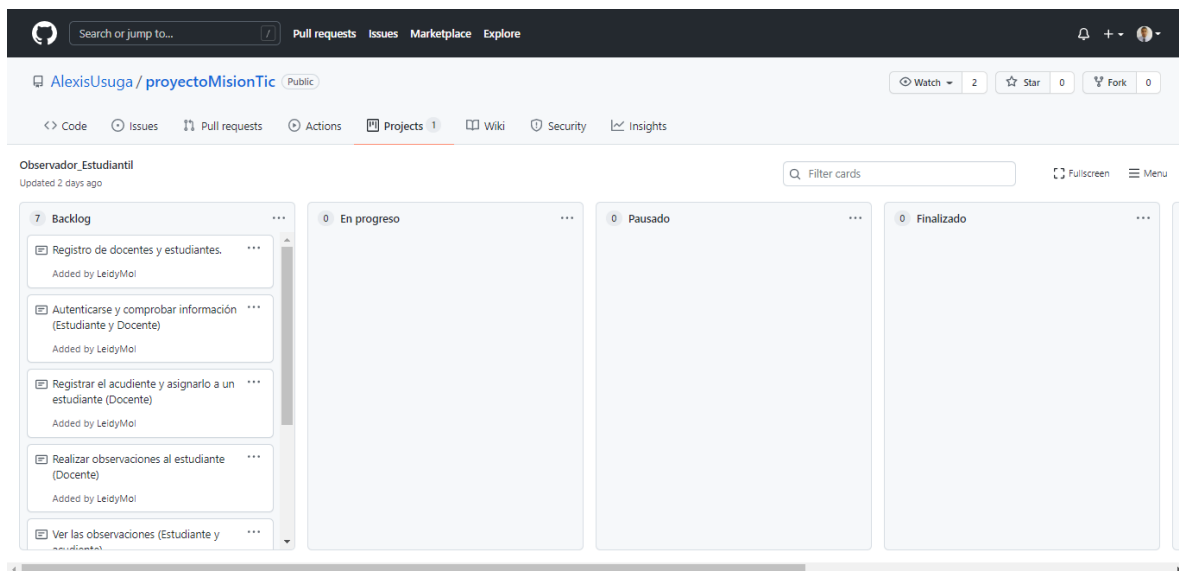 Search or jump to... /
Pull requests Issues Marketplace Explore
AlexisUsuga / proyectoMisionTic Public
Watch 2 Star 0 Fork 0
Code Issues Pull requests Actions Projects 1 Wiki Security Insights
Observador_Estudiantil
Updated 2 days ago
Filter cards
Fullscreen Menu
7 Backlog
Registro de docentes y estudiantes.
Added by LeidyMol
Autenticarse y comprobar información
(Estudiante y Docente)
Added by LeidyMol
Registrar el acudiente y asignarlo a un
estudiante (Docente)
Added by LeidyMol
Realizar observaciones al estudiante
(Docente)
Added by LeidyMol
Ver las observaciones (Estudiante y
acudiente)
0 En progreso
0 Pausado
0 Finalizado